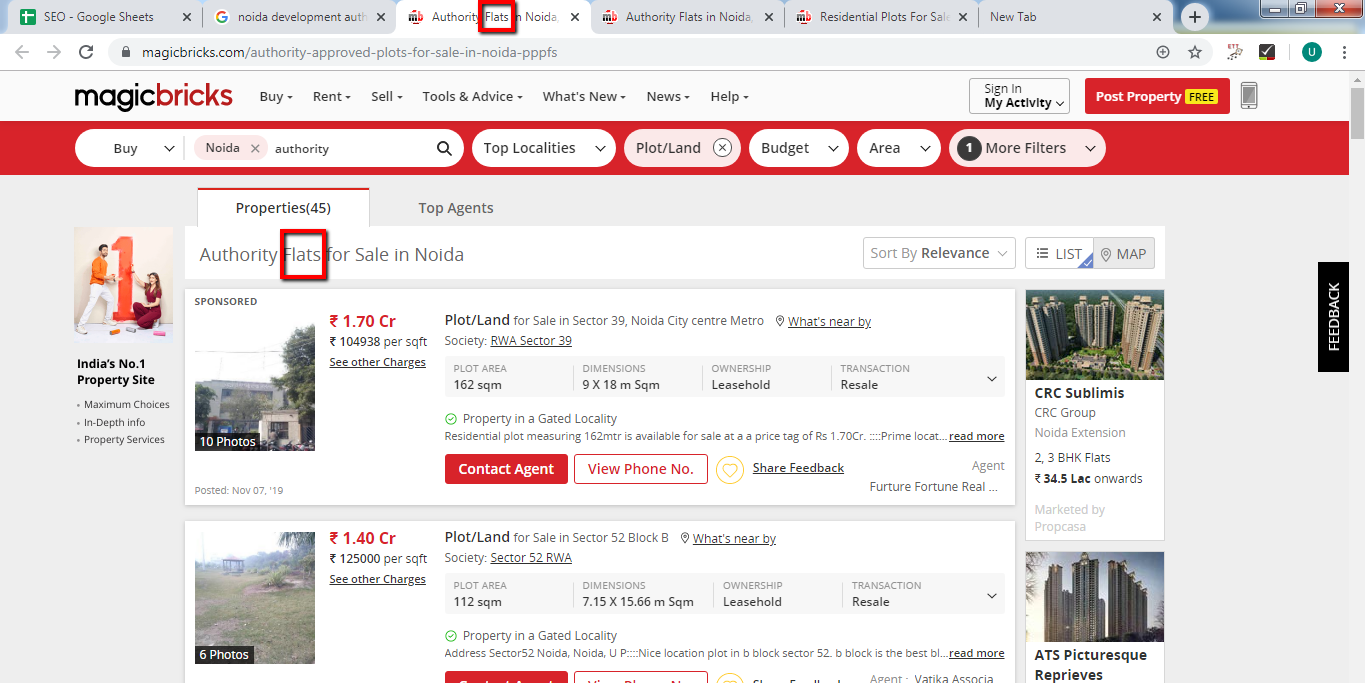 SEO - Google Sheets
noida development auth
Authority Flats in Noida,
Authority Flats in Noida,
Residential Plots For Sale
New Tab
magicbricks.com/authority-approved-plots-for-sale-in-noida-pppfs
U
magicbricks
Buy
Rent
Sell
Tools & Advice
What's New
News
Help
Sign In
My Activity
Post Property FREE
Buy
Noida
authority
Top Localities
Plot/Land
Budget
Area
1 More Filters
Properties(45)
Top Agents
Authority Flats for Sale in Noida
Sort By Relevance
LIST
MAP
FEEDBACK
1
India's No.1
Property Site
• Maximum Choices
• In-Depth info
• Property Services
SPONSORED
10 Photos
Posted: Nov 07, '19
₹ 1.70 Cr
₹ 104938 per sqft
See other Charges
Plot/Land for Sale in Sector 39, Noida City centre Metro What's near by
Society: RWA Sector 39
PLOT AREA
162 sqm
DIMENSIONS
9 X 18 m Sqm
OWNERSHIP
Leasehold
TRANSACTION
Resale
Property in a Gated Locality
Residential plot measuring 162mtr is available for sale at a a price tag of Rs 1.70Cr. ::::Prime locat... read more
Contact Agent
View Phone No.
Share Feedback
Agent
Furture Fortune Real ...
6 Photos
₹ 1.40 Cr
₹ 125000 per sqft
See other Charges
Plot/Land for Sale in Sector 52 Block B What's near by
Society: Sector 52 RWA
PLOT AREA
112 sqm
DIMENSIONS
7.15 X 15.66 m Sqm
OWNERSHIP
Leasehold
TRANSACTION
Resale
Property in a Gated Locality
Address Sector52 Noida, Noida, U P::::Nice location plot in b block sector 52. b block is the best bl... read more
Contact Agent
View Phone No.
Share Feedback
Agent : Vatika Associa
CRC Sublimis
CRC Group
Noida Extension
2, 3 BHK Flats
₹ 34.5 Lac onwards
Marketed by
Propcasa
ATS Picturesque
Reprieves